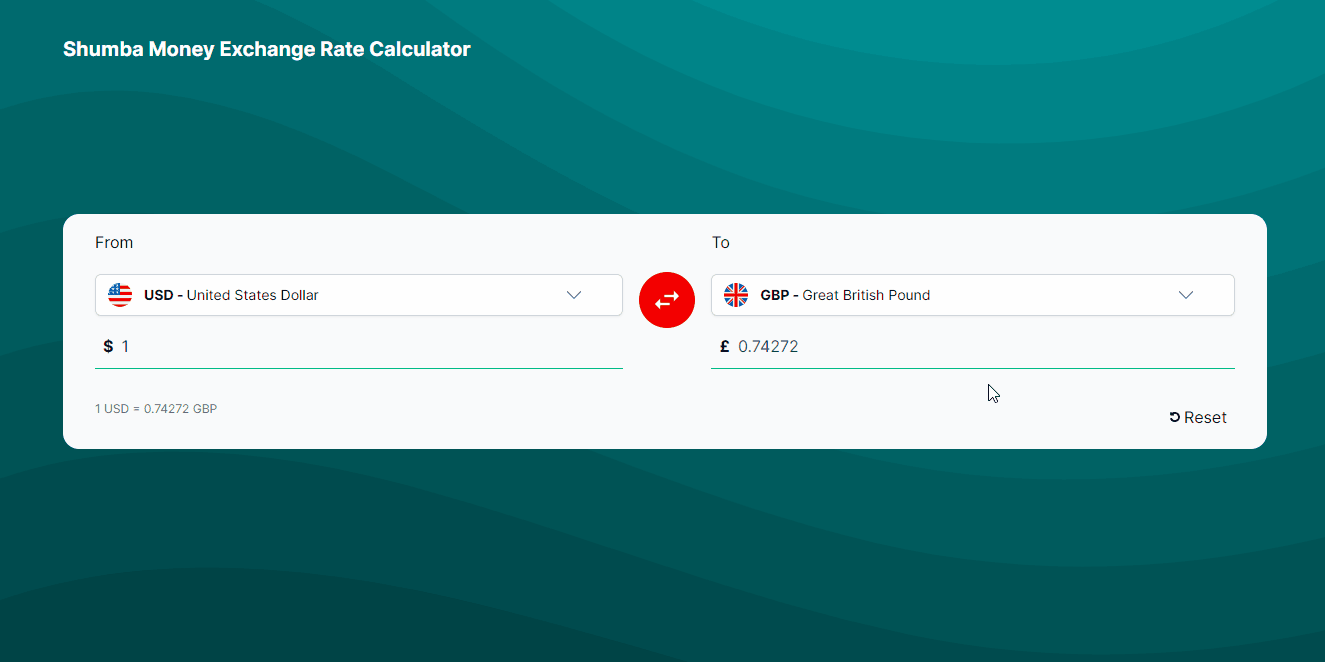 Shumba Money Exchange Rate Calculator
From
To
USD - United States Dollar
GBP - Great British Pound
$ 1
£ 0.74272
1 USD = 0.74272 GBP
Reset